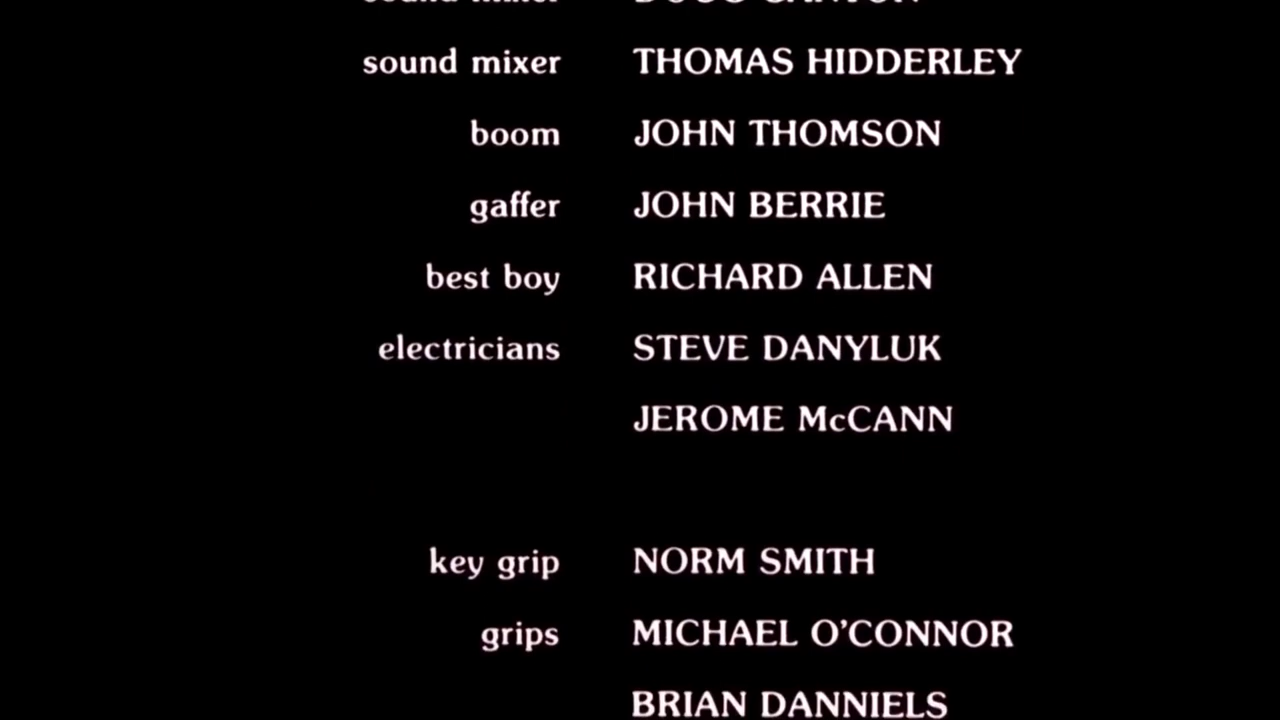 sound mixer THOMAS HIDDERLEY
boom JOHN THOMSON
gaffer JOHN BERRIE
best boy RICHARD ALLEN
electricians STEVE DANYLUK
JEROME McCANN
key grip NORM SMITH
grips MICHAEL O'CONNOR
BRIAN DANNIELS